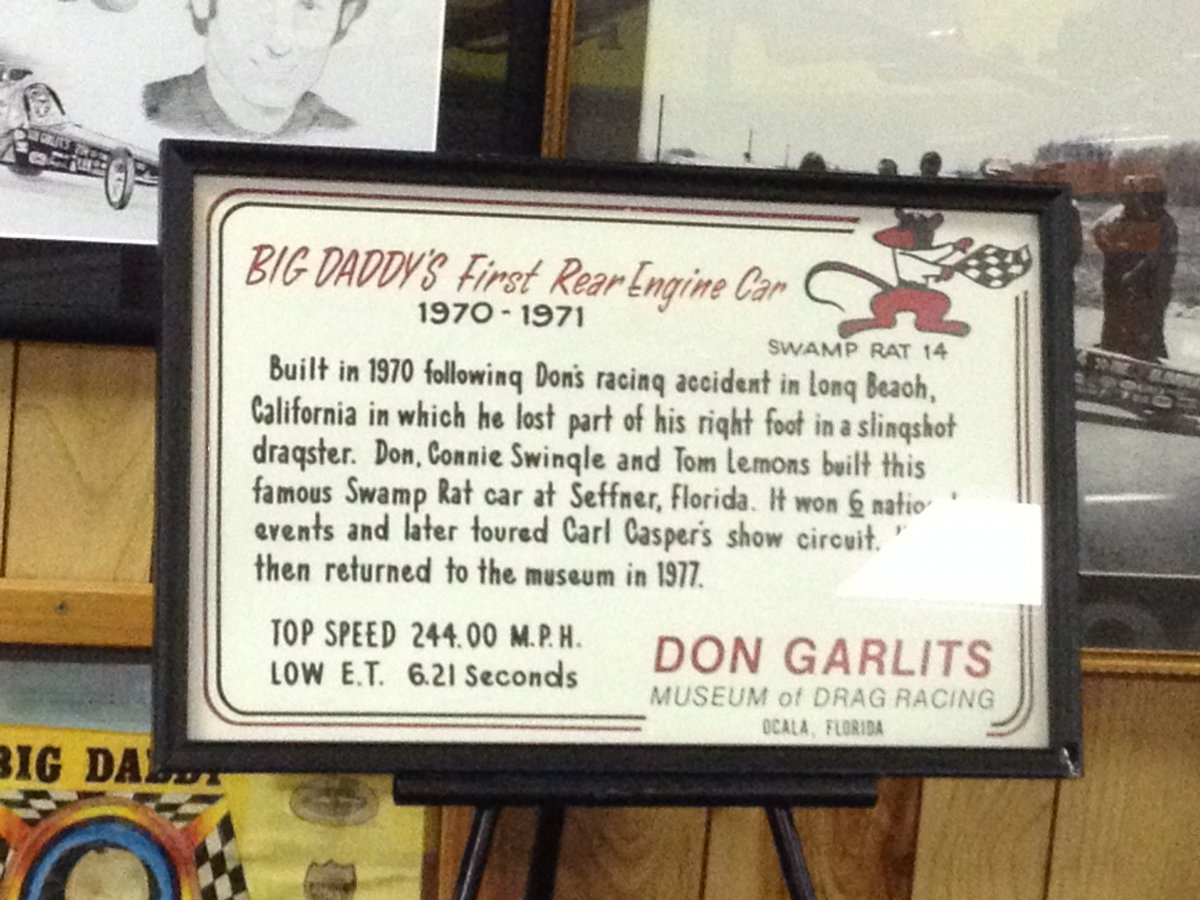 BIG DADDY'S First Rear Engine Car
1970 - 1971
SWAMP RAT 14
Built in 1970 following Don's racing accident in Long Beach,
California in which he lost part of his right foot in a slingshot
dragster. Don, Connie Swingle and Tom Lemons built this
famous Swamp Rat car at Seffner, Florida. It won 6
events and later toured Carl Casper's show circuit.
then returned to the museum in 1977.
TOP SPEED 244.00 M.P.H.
LOW E.T. 6.21 Seconds
DON GARLITS
MUSEUM of DRAG RACING
OCALA, FLORIDA
BIG DADDY